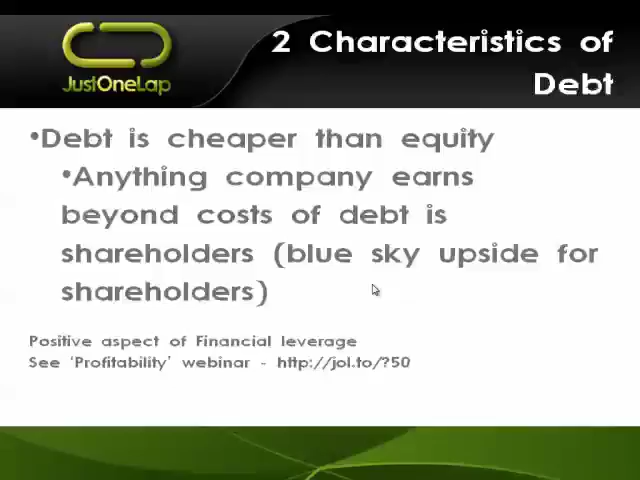 JustOneLap
2 Characteristics of
Debt
•Debt is cheaper than equity
•Anything company earns
beyond costs of debt is
shareholders (blue sky upside for
shareholders)
Positive aspect of Financial leverage
See ‘Profitability’ webinar - http://jol.to/?50